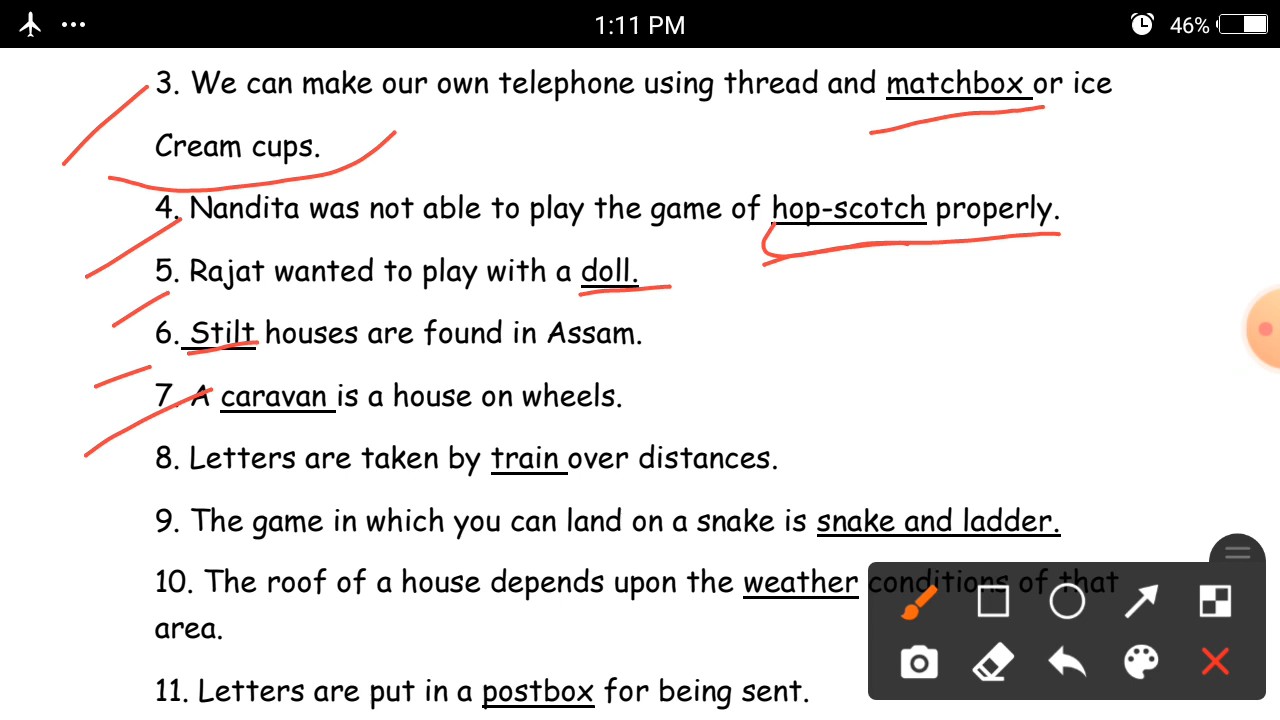 1:11 PM
46%
3. We can make our own telephone using thread and matchbox or ice
Cream cups.
4. Nandita was not able to play the game of hop-scotch properly.
5. Rajat wanted to play with a doll.
6. Stilt houses are found in Assam.
7. A caravan is a house on wheels.
8. Letters are taken by train over distances.
9. The game in which you can land on a snake is snake and ladder.
10. The roof of a house depends upon the weather conditions of that
area.
11. Letters are put in a postbox for being sent.